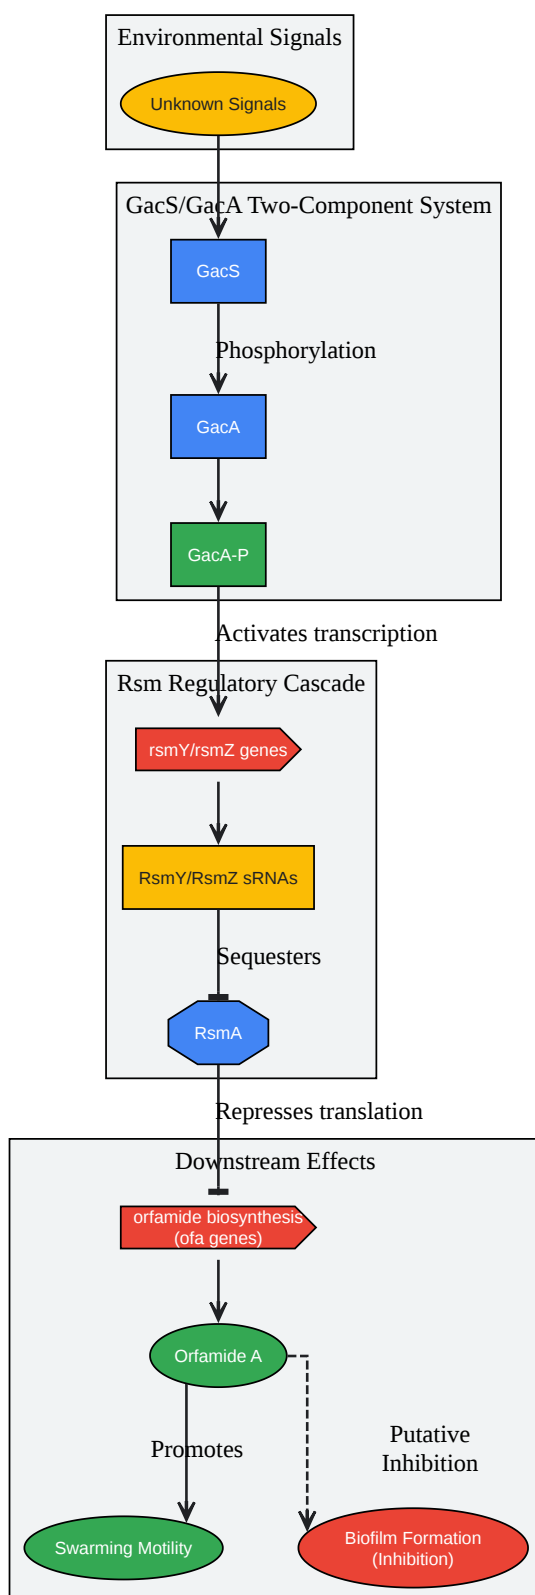 Environmental Signals
Unknown Signals
GacS/GacA Two-Component System
GacS
Phosphorylation
GacA
GacA-P
Activates transcription
Rsm Regulatory Cascade
rsmY/rsmZ genes
RsmY/RsmZ sRNAs
Sequesters
RsmA
Represses translation
Downstream Effects
orfamide biosynthesis
(ofa genes)
Orfamide A
Promotes
Putative
Inhibition
Swarming Motility
Biofilm Formation
(Inhibition)